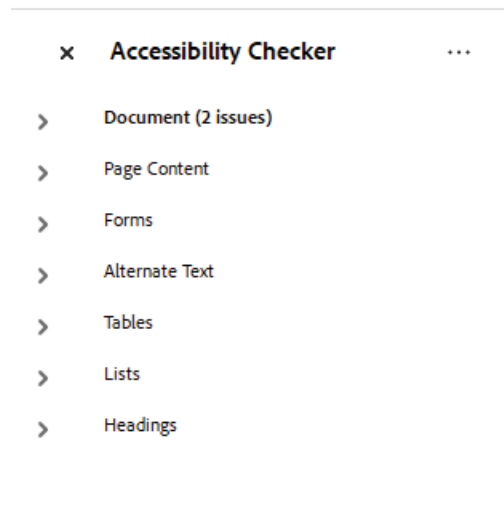 Accessibility Checker
Document (2 issues)
Page Content
Forms
Alternate Text
Tables
Lists
Headings